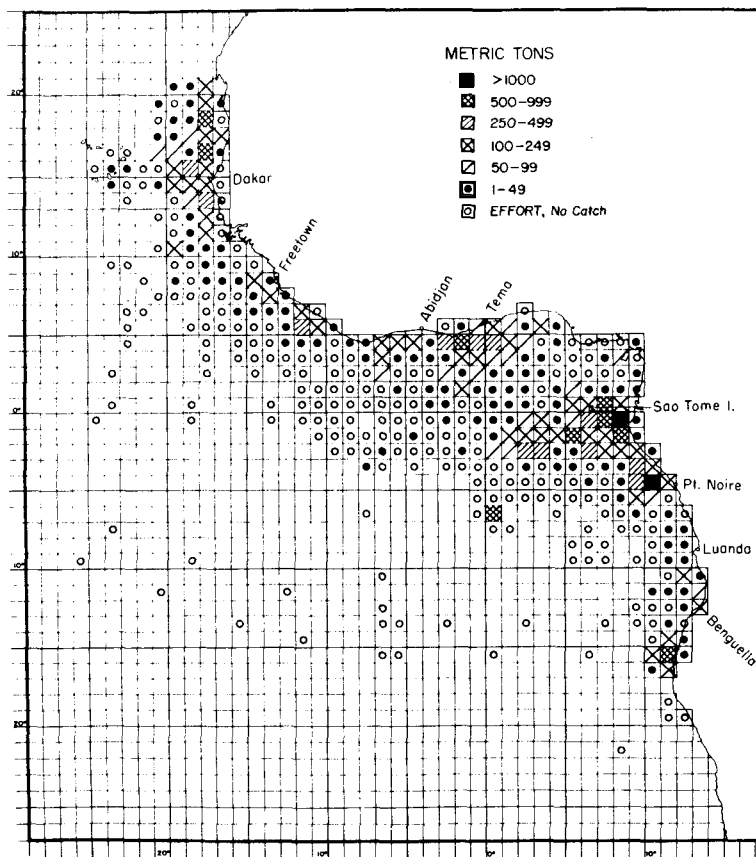 METRIC TONS
>1000
500-999
250-499
100-249
50-99
1-49
EFFORT, No Catch
20°
Dakar
10°
Freetown
Abidjan
Tema
0°
Sao Tome I.
Pt. Noire
Luanda
10°
Benguella
20°
20°
10°
0°
10°